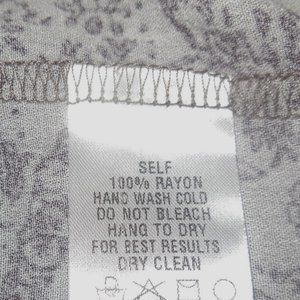 SELF
100% RAYON
HAND WASH COLD
DO NOT BLEACH
HANG TO DRY
FOR BEST RESULTS
DRY CLEAN